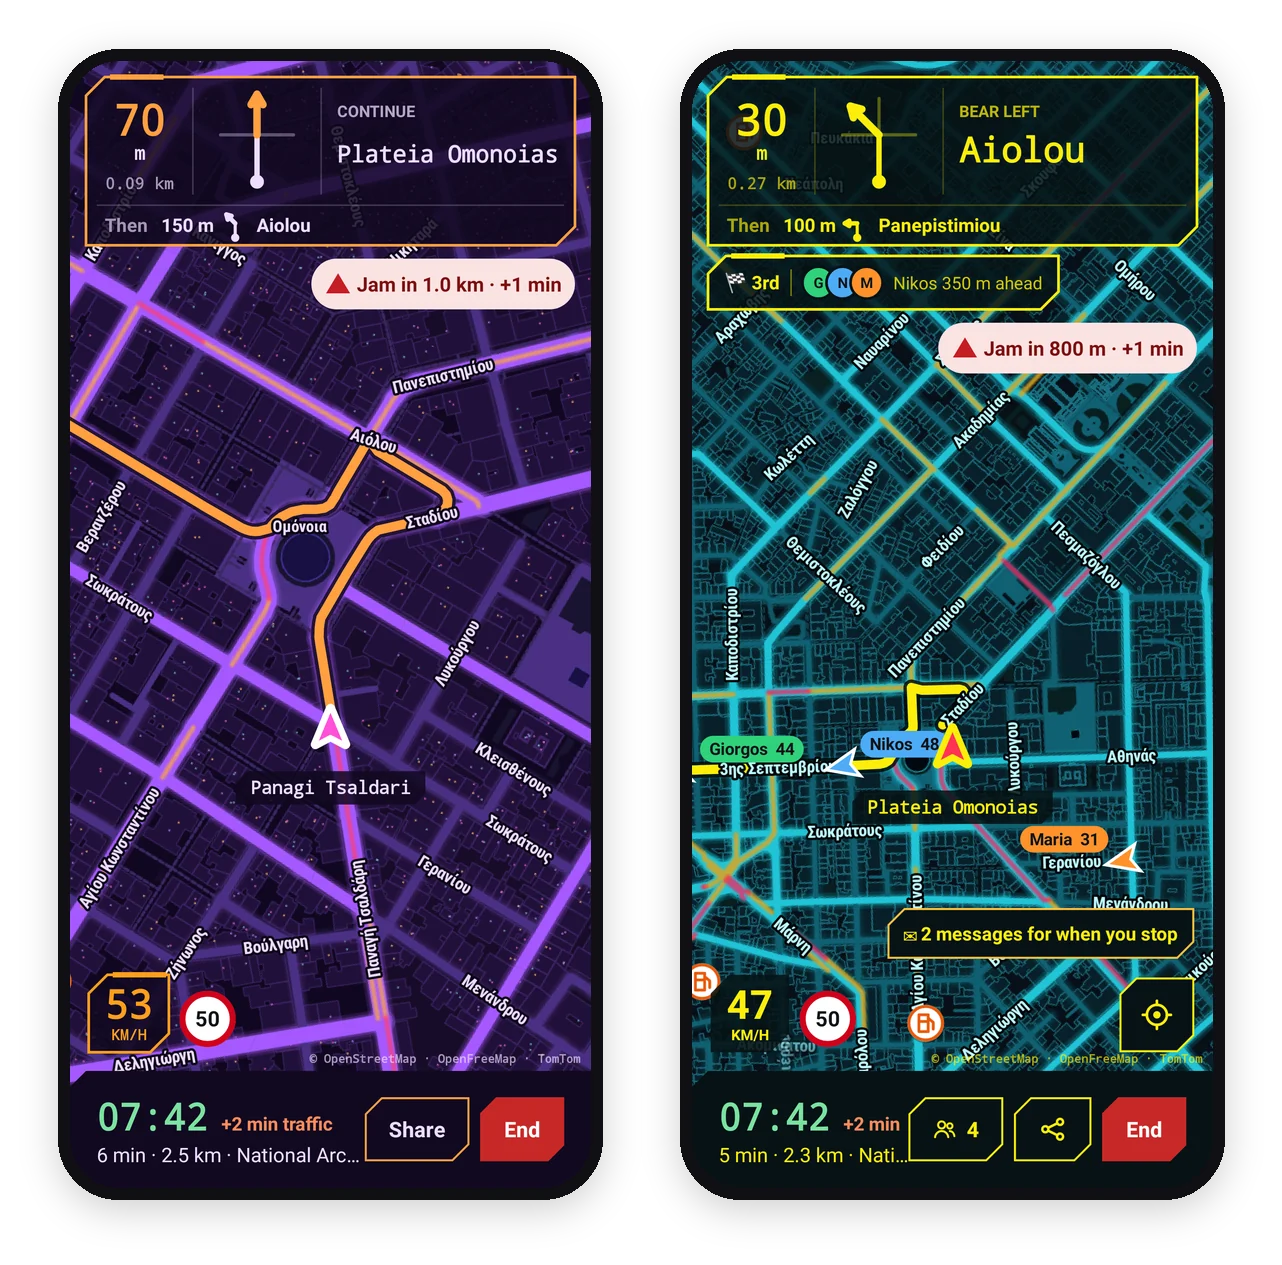 70
m
0.09 km
CONTINUE
Plateia Omonoias
Then 150 m Aiolou
Jam in 1.0 km · +1 min
Πανεπιστημίου
Αιόλου
Σταδίου
Ομόνοια
Βερανζέρου
Σωκράτους
Λυκούργου
Κλεισθένους
Panagi Tsaldari
Σωκράτους
Γερανίου
Αγίου Κωνσταντίνου
Παναγή Τσαλδάρη
Βούλγαρη
Ζήνωνος
Μενάνδρου
53
KM/H
50
Δεληγιώργη
© OpenStreetMap · OpenFreeMap · TomTom
07:42 +2 min traffic
6 min · 2.5 km · National Arc…
Share
End
30
m
0.27 km
BEAR LEFT
Aiolou
Then 100 m Panepistimiou
3rd
G N M
Nikos 350 m ahead
Ομήρου
Ναυαρίνου
Jam in 800 m · +1 min
Ακαδημίας
Κωλέττη
Ζαλόγγου
Φειδίου
Πεσμαζόγλου
Θεμιστοκλέους
Καποδιστρίου
Πανεπιστημίου
Σταδίου
Giorgos 44
Nikos 48
3ης Σεπτεμβρίο
Αθηνάς
Plateia Omonoias
Σωκράτους
Maria 31
Γερανίου
Μενάνδρου
Μάρνη
2 messages for when you stop
47
KM/H
50
Δεληγιώργη
© OpenStreetMap · OpenFreeMap · TomTom
07:42 +2 min
5 min · 2.3 km · Nati…
4
End